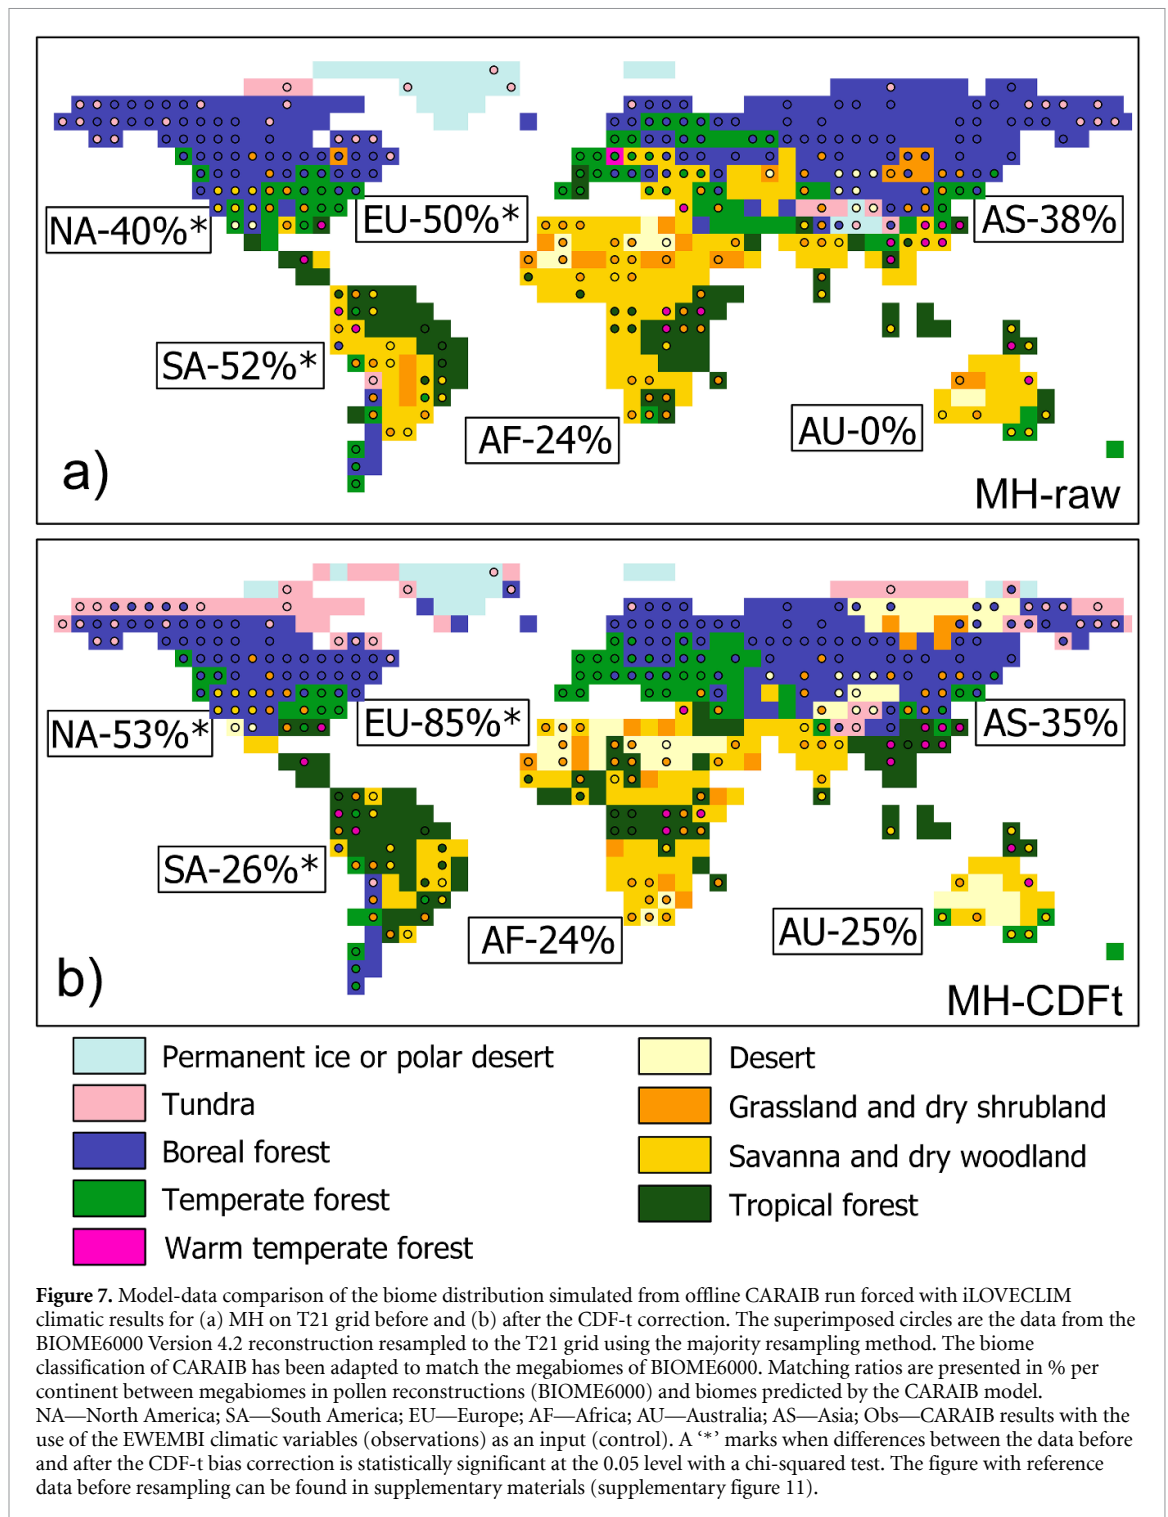 NA-40%*
EU-50%*
AS-38%
SA-52%*
AF-24%
AU-0%
a)
MH-raw
NA-53%*
EU-85%*
AS-35%
SA-26%*
AF-24%
AU-25%
b)
MH-CDFt
Permanent ice or polar desert
Tundra
Boreal forest
Temperate forest
Warm temperate forest
Desert
Grassland and dry shrubland
Savanna and dry woodland
Tropical forest
Figure 7. Model-data comparison of the biome distribution simulated from offline CARAIB run forced with iLOVECLIM
climatic results for (a) MH on T21 grid before and (b) after the CDF-t correction. The superimposed circles are the data from the
BIOME6000 Version 4.2 reconstruction resampled to the T21 grid using the majority resampling method. The biome
classification of CARAIB has been adapted to match the megabiomes of BIOME6000. Matching ratios are presented in % per
continent between megabiomes in pollen reconstructions (BIOME6000) and biomes predicted by the CARAIB model.
NA—North America; SA—South America; EU—Europe; AF—Africa; AU—Australia; AS—Asia; Obs—CARAIB results with the
use of the EWEMBI climatic variables (observations) as an input (control). A ‘*’ marks when differences between the data before
and after the CDF-t bias correction is statistically significant at the 0.05 level with a chi-squared test. The figure with reference
data before resampling can be found in supplementary materials (supplementary figure 11).